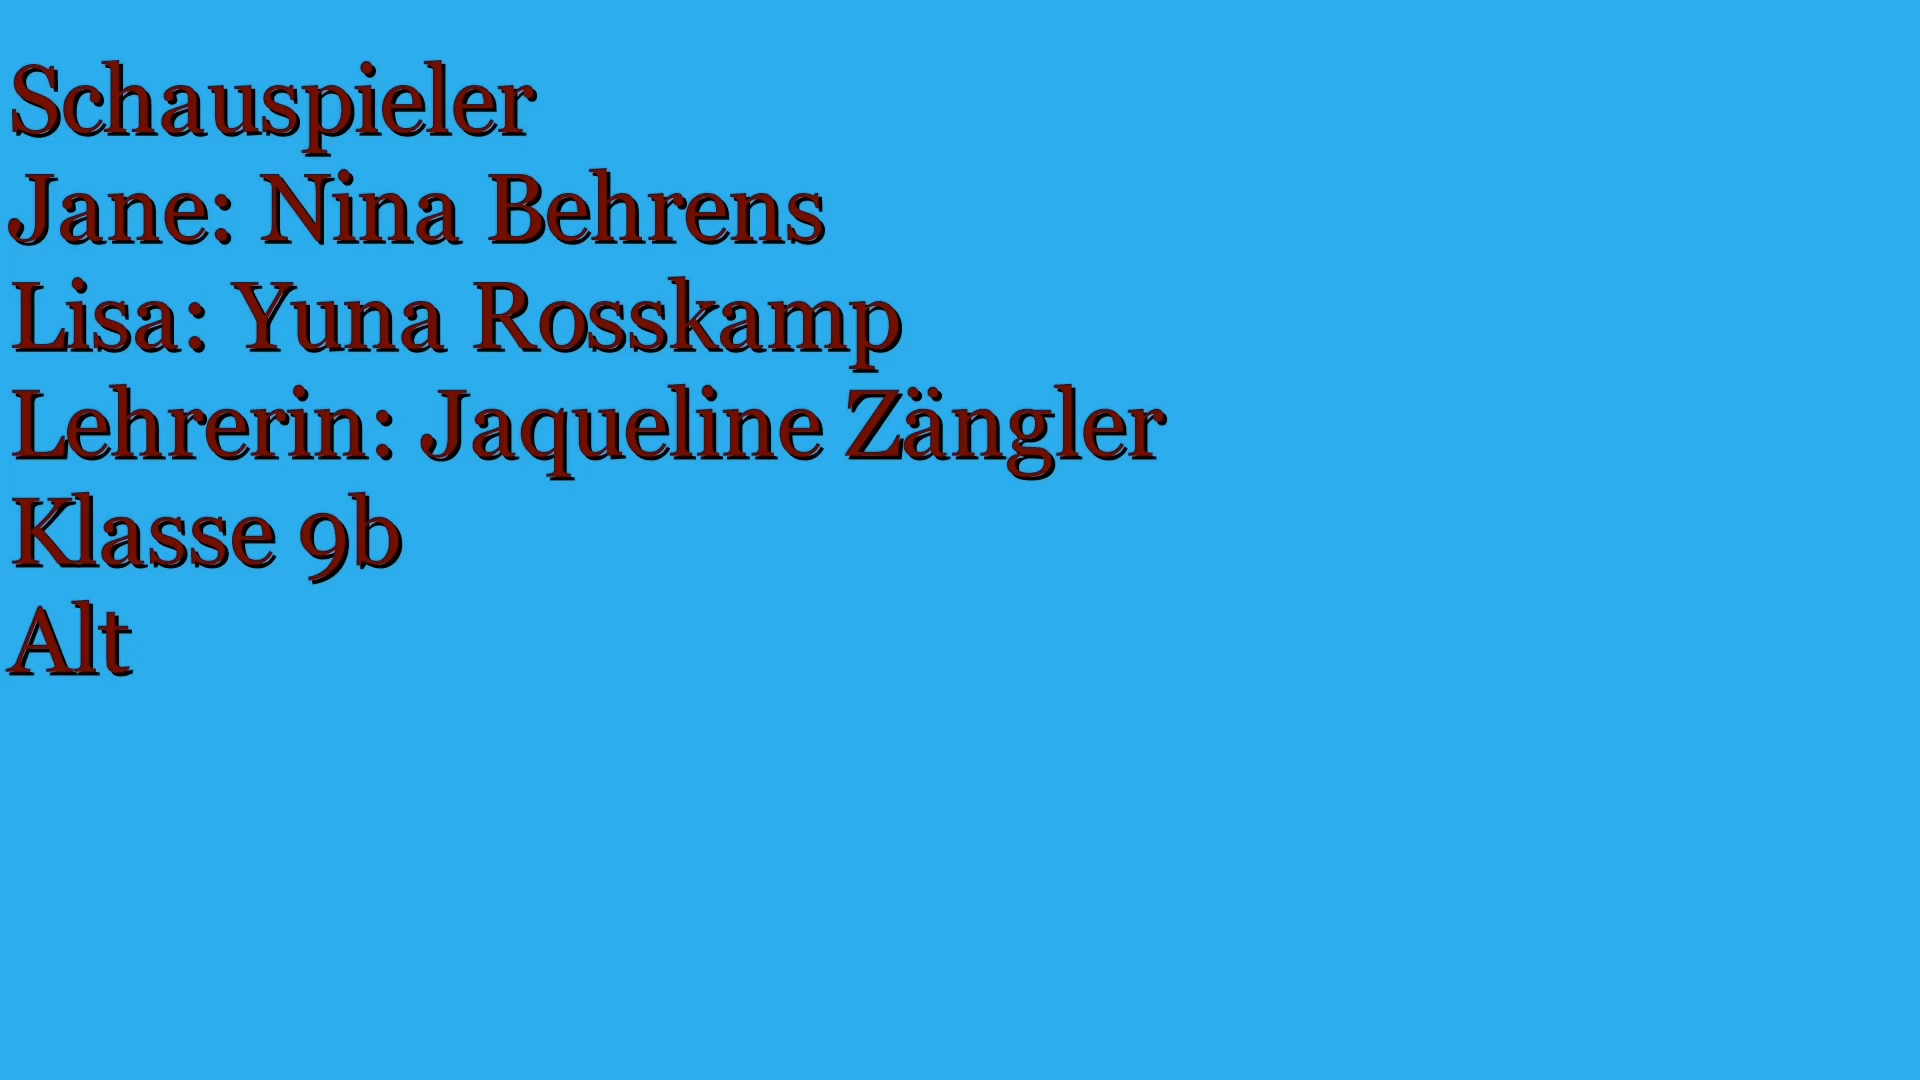 Schauspieler
Jane: Nina Behrens
Lisa: Yuna Rosskamp
Lehrerin: Jaqueline Zängler
Klasse 9b
Alt